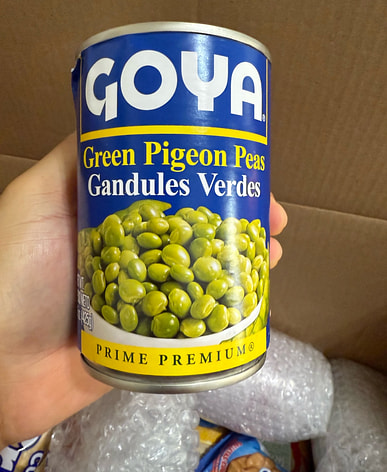 GOYA®
Green Pigeon Peas
Gandules Verdes
PRIME PREMIUM®